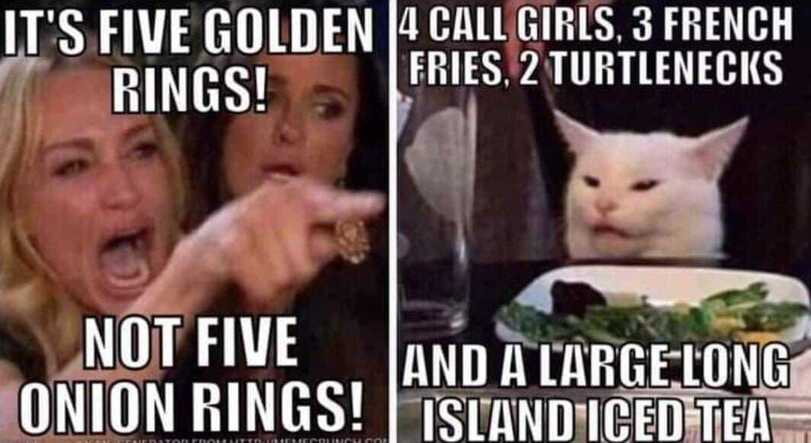 IT'S FIVE GOLDEN
RINGS!
NOT FIVE
ONION RINGS!
4 CALL GIRLS, 3 FRENCH
FRIES, 2 TURTLENECKS
AND A LARGE LONG
ISLAND ICED TEA